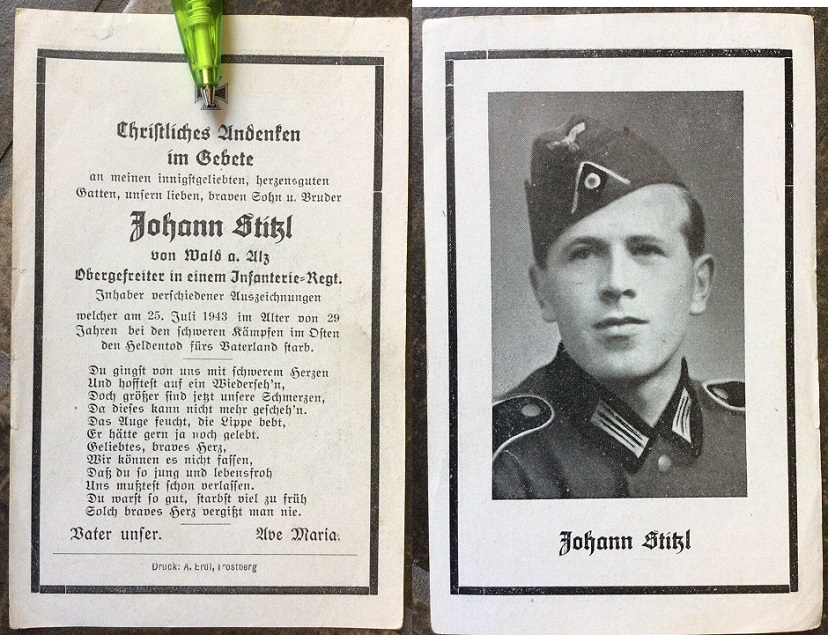 Christliches Andenken
im Gebete
an meinen innigstgeliebten, herzensguten
Gatten, unsern lieben, braven Sohn u. Bruder
Johann Stitzl
von Wald a. Alz
Obergefreiter in einem Infanterie-Regt.
Inhaber verschiedener Auszeichnungen
welcher am 25. Juli 1943 im Alter von 29
Jahren bei den schweren Kämpfen im Osten
den Heldentod fürs Vaterland starb.
Du gingst von uns mit schwerem Herzen
Und hofftest auf ein Wiederseh'n,
Doch größer sind jetzt unsere Schmerzen,
Da dieses kann nicht mehr gescheh'n.
Das Auge feucht, die Lippe bebt,
Er hätte gern ja noch gelebt.
Geliebtes, braves Herz,
Wir können es nicht fassen,
Daß du so jung und lebensfroh
Uns mußtest schon verlassen.
Du warst so gut, starbst viel zu früh
Solch braves Herz vergißt man nie.
Vater unser. Ave Maria.
Druck: A. Erdl, Trostberg
Johann Stitzl